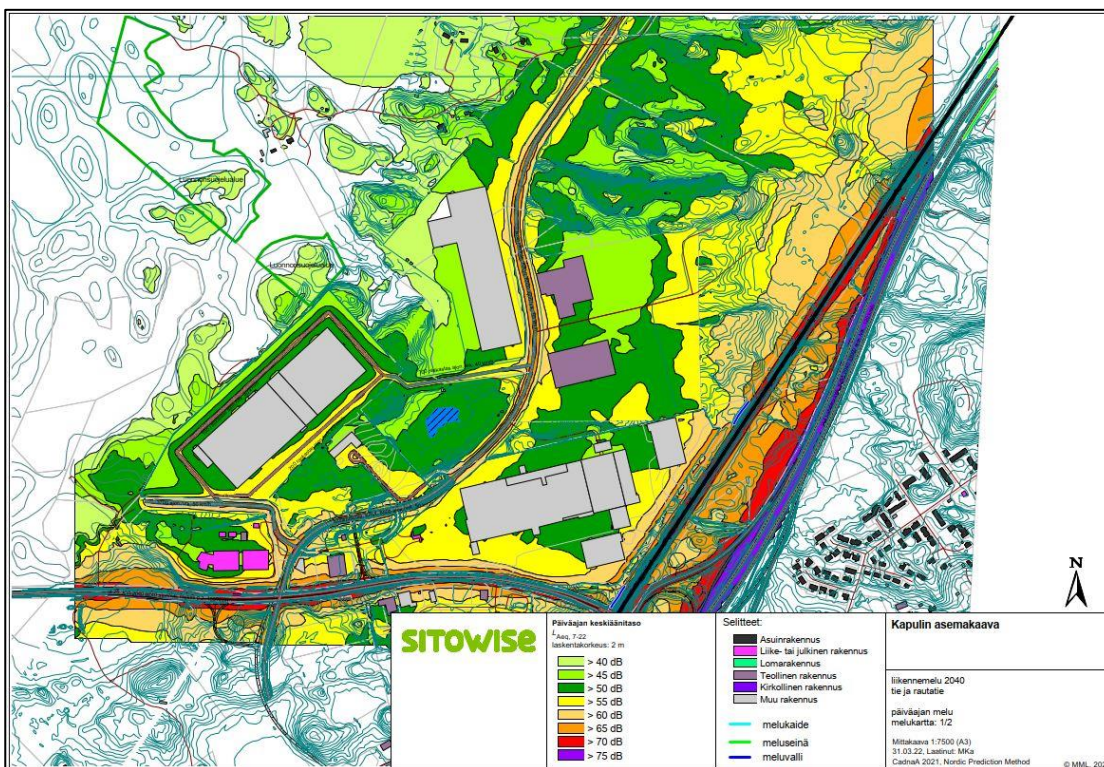 Luonnonsuojelualue
Luonnonsuojelualue
SITOWISE
Päiväajan keskiäänitaso
LAeq, 7-22
laskentakorkeus: 2 m
> 40 dB
> 45 dB
> 50 dB
> 55 dB
> 60 dB
> 65 dB
> 70 dB
> 75 dB
Selitteet:
Asuinrakennus
Liike- tai julkinen rakennus
Lomarakennus
Teollinen rakennus
Kirkollinen rakennus
Muu rakennus
melukaide
meluseinä
meluvalli
N
Kapulin asemakaava
liikennemelu 2040
tie ja rautatie
päiväajan melu
melukartta: 1/2
Mittakaava 1:7500 (A3)
31.03.22, Laatinut: MKa
CadnaA 2021, Nordic Prediction Method
© MML,